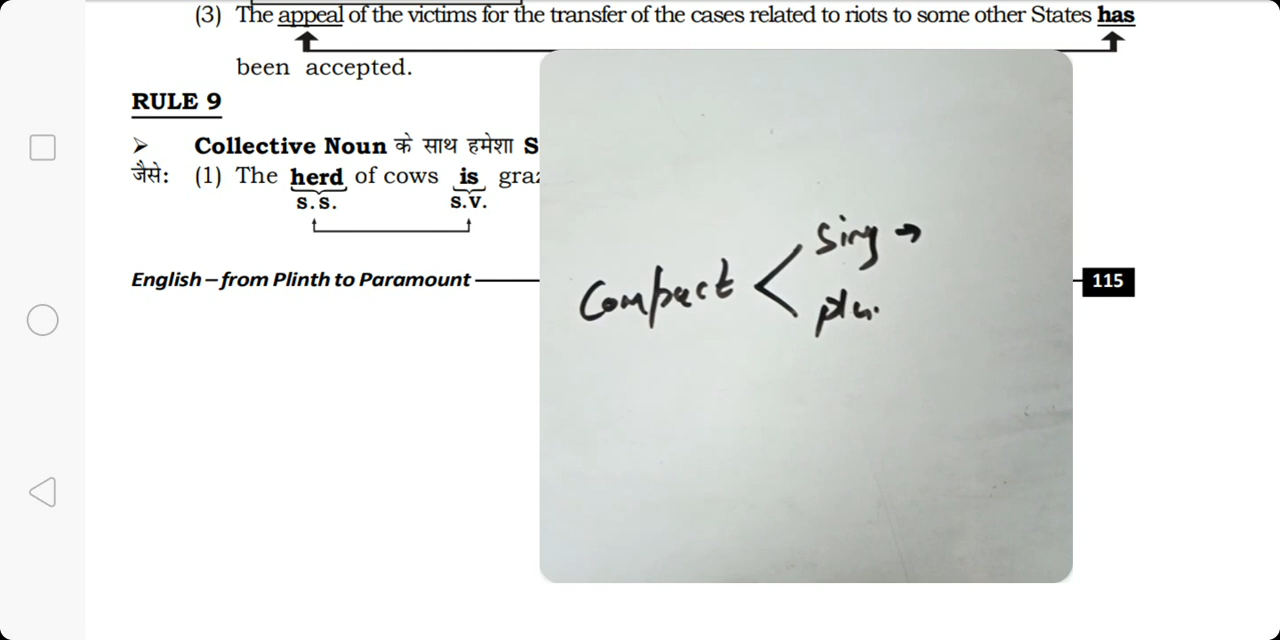 (3) The appeal of the victims for the transfer of the cases related to riots to some other States has
been accepted.
RULE 9
➢ Collective Noun के साथ हमेशा S
जैसे: (1) The herd of cows is graz
S.S. S.V.
Sing →
Compact
plu.
English – from Plinth to Paramount 115